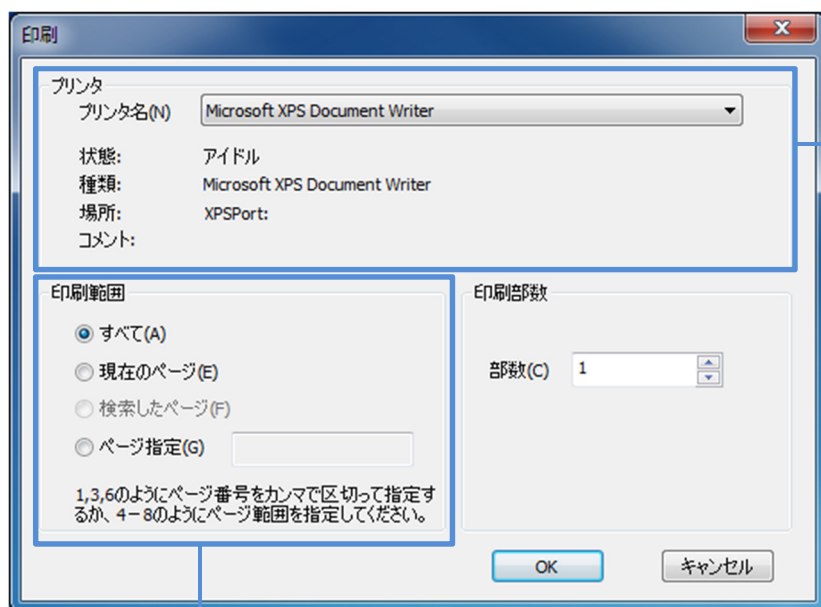 印刷
プリンタ
プリンタ名(N) Microsoft XPS Document Writer
状態: アイドル
種類: Microsoft XPS Document Writer
場所: XPSPort:
コメント:
印刷範囲
すべて(A)
現在のページ(E)
検索したページ(F)
ページ指定(G)
1,3,6のようにページ番号をカンマで区切って指定す
るか、4－8のようにページ範囲を指定してください。
印刷部数
部数(C) 1
OK キャンセル